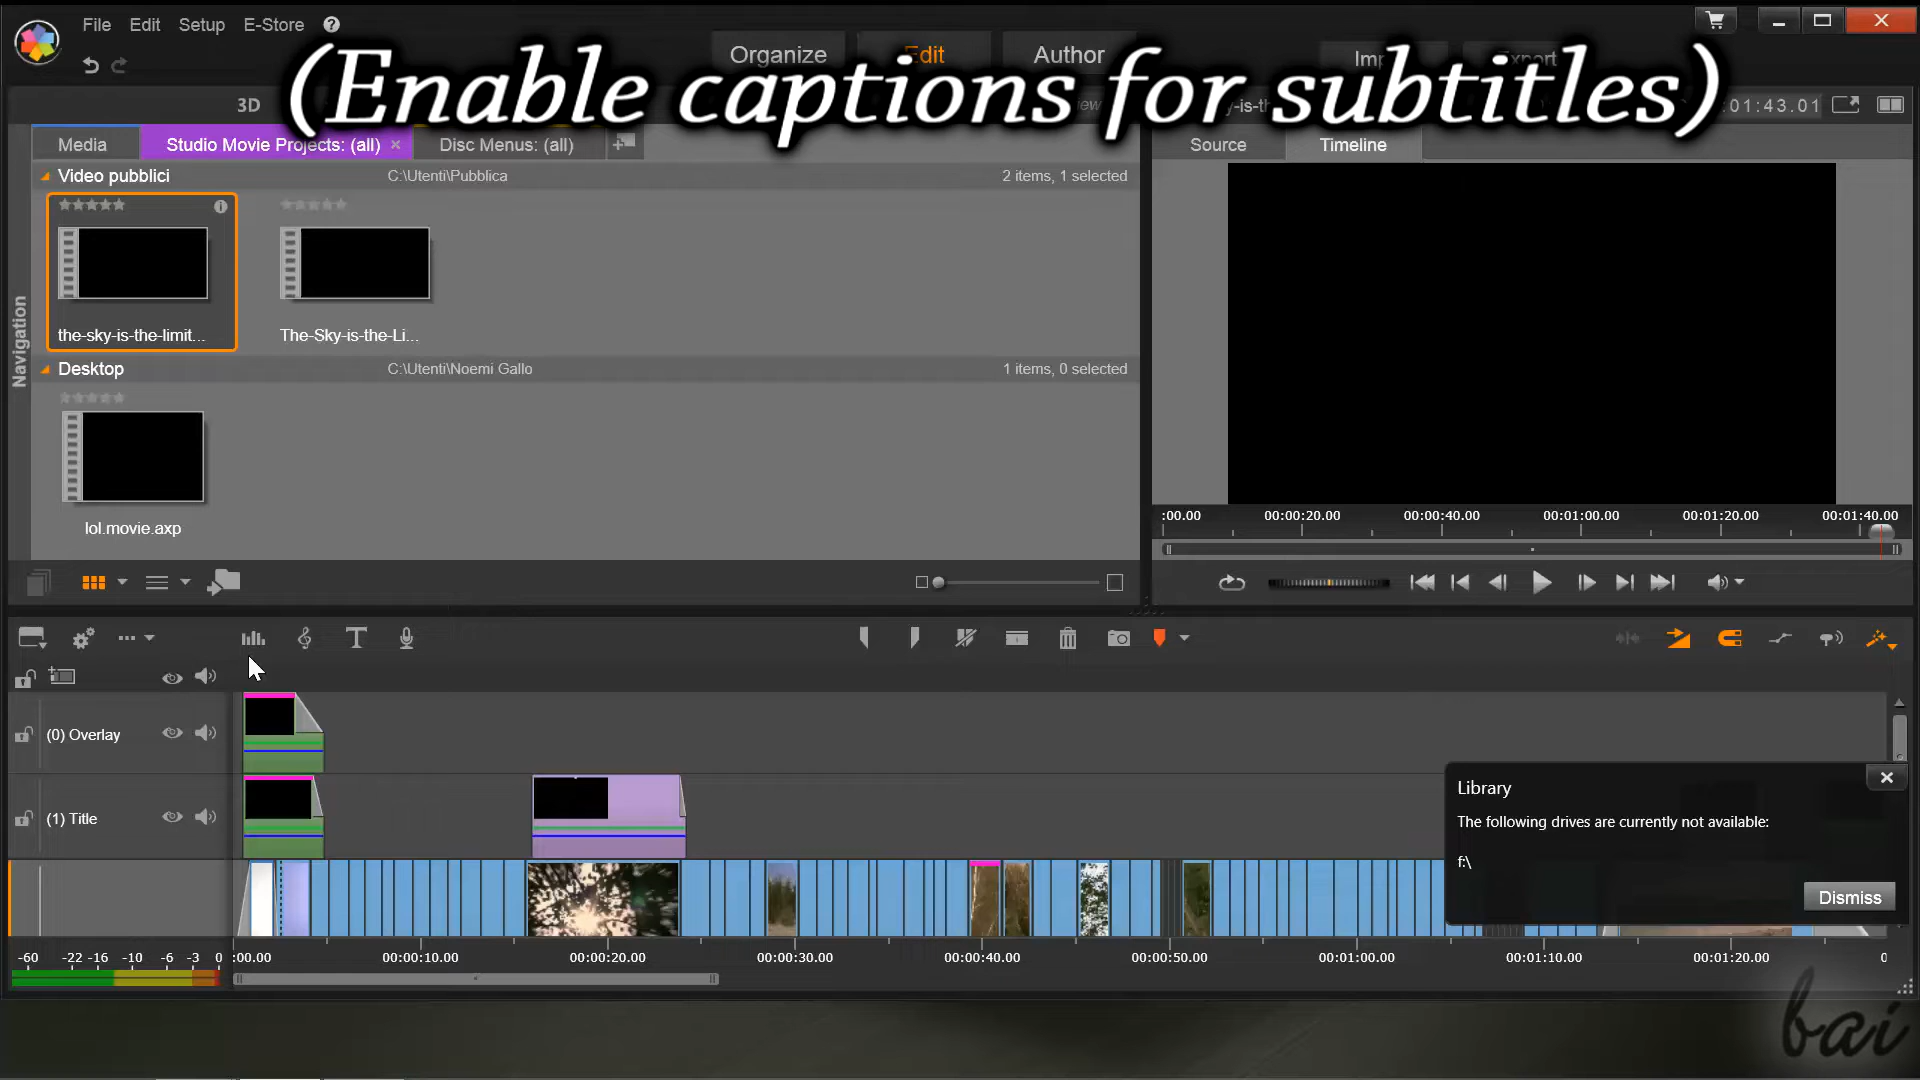 File Edit Setup E-Store ?
Organize Edit Author
(Enable captions for subtitles)
3D
:01:43.01
Media Studio Movie Projects: (all) × Disc Menus: (all)
Source Timeline
Video pubblici C:\Utenti\Pubblica 2 items, 1 selected
the-sky-is-the-limit... The-Sky-is-the-Li...
Navigation
Desktop C:\Utenti\Noemi Gallo 1 items, 0 selected
lol.movie.axp
:00.00 00:00:20.00 00:00:40.00 00:01:00.00 00:01:20.00 00:01:40.00
(0) Overlay
(1) Title
Library
The following drives are currently not available:
f:\
Dismiss
-60 -22 -16 -10 -6 -3 0
:00.00 00:00:10.00 00:00:20.00 00:00:30.00 00:00:40.00 00:00:50.00 00:01:00.00 00:01:10.00 00:01:20.00 0
bai